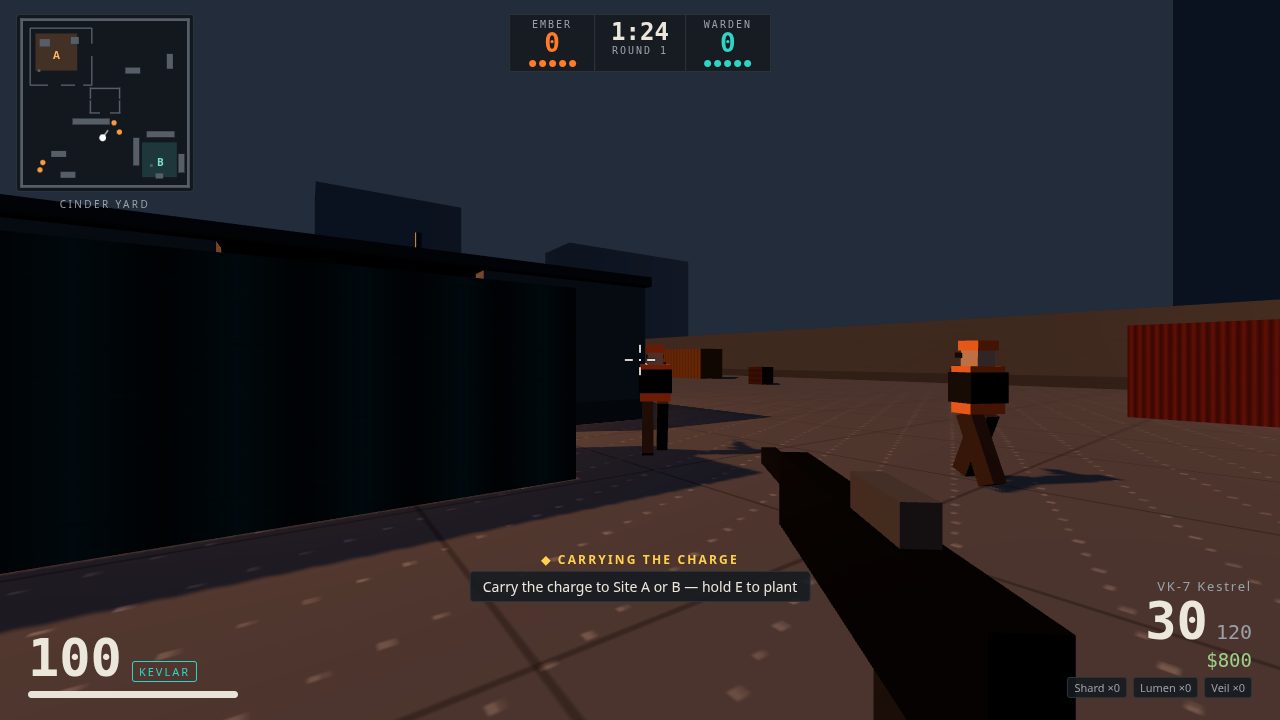 A
B
CINDER YARD
EMBER
0
1:24
ROUND 1
WARDEN
0
◆ CARRYING THE CHARGE
Carry the charge to Site A or B — hold E to plant
100 KEVLAR
VK-7 Kestrel
30 120
$800
Shard ×0 Lumen ×0 Veil ×0